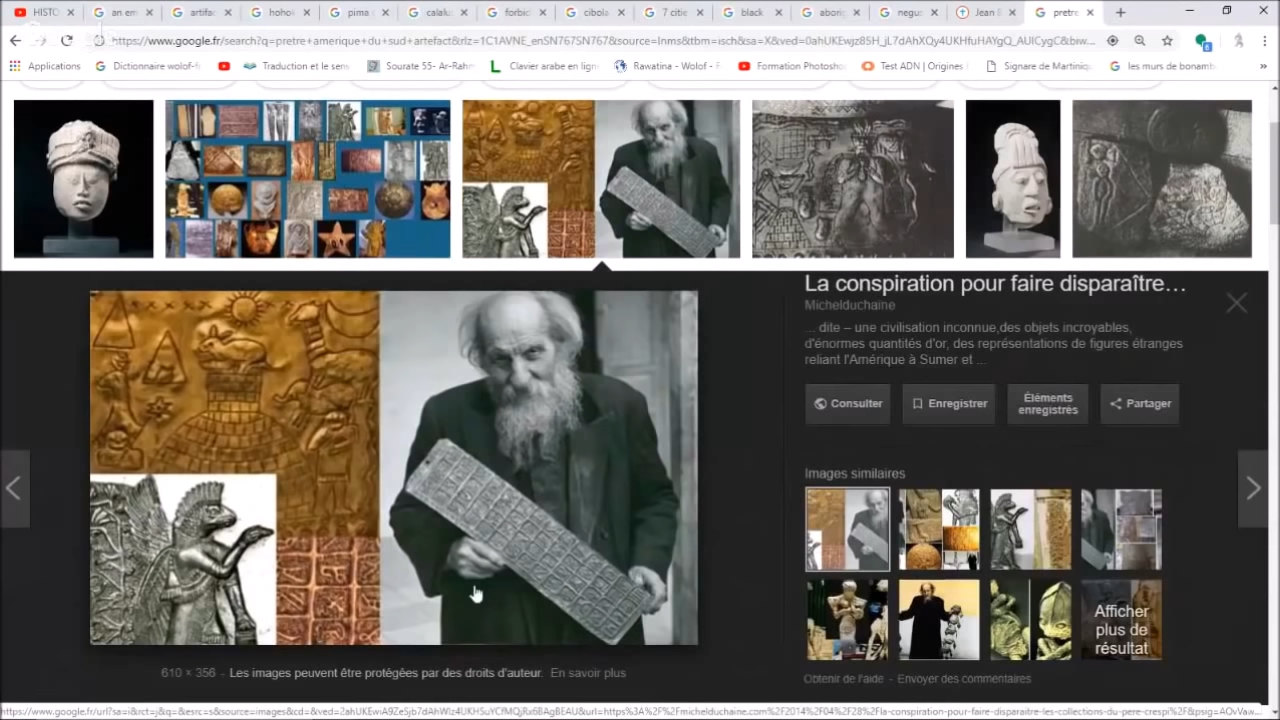 HISTO
an em
artifac
hoho
pima
calalu
forbic
cibola
7 citie
black
aborig
negus
Jean B
pretre
https://www.google.fr/search?q=pretre+amerique+du+sud+artefact&rlz=1C1AVNE_enSN767SN767&source=lnms&tbm=isch&sa=X&ved=
Applications
Dictionnaire wolof-f
Traduction et le sens
Sourate 55- Ar-Rahm
Clavier arabe en lign
Rawatina - Wolof - F
Formation Photosho
Test ADN | Origines
Signare de Martiniqu
les murs de bonamb
La conspiration pour faire disparaître…
Michelduchaine
... dite – une civilisation inconnue,des objets incroyables,
d'énormes quantités d'or, des représentations de figures étranges
reliant l'Amérique à Sumer et ...
Consulter
Enregistrer
Éléments
enregistrés
Partager
Images similaires
Afficher
plus de
résultat
610 × 356 - Les images peuvent être protégées par des droits d'auteur. En savoir plus
Obtenir de l'aide - Envoyer des commentaires